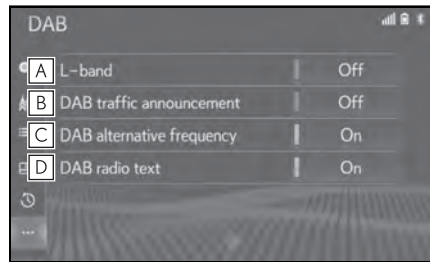 DAB
A L-band Off
B DAB traffic announcement Off
C DAB alternative frequency On
D DAB radio text On